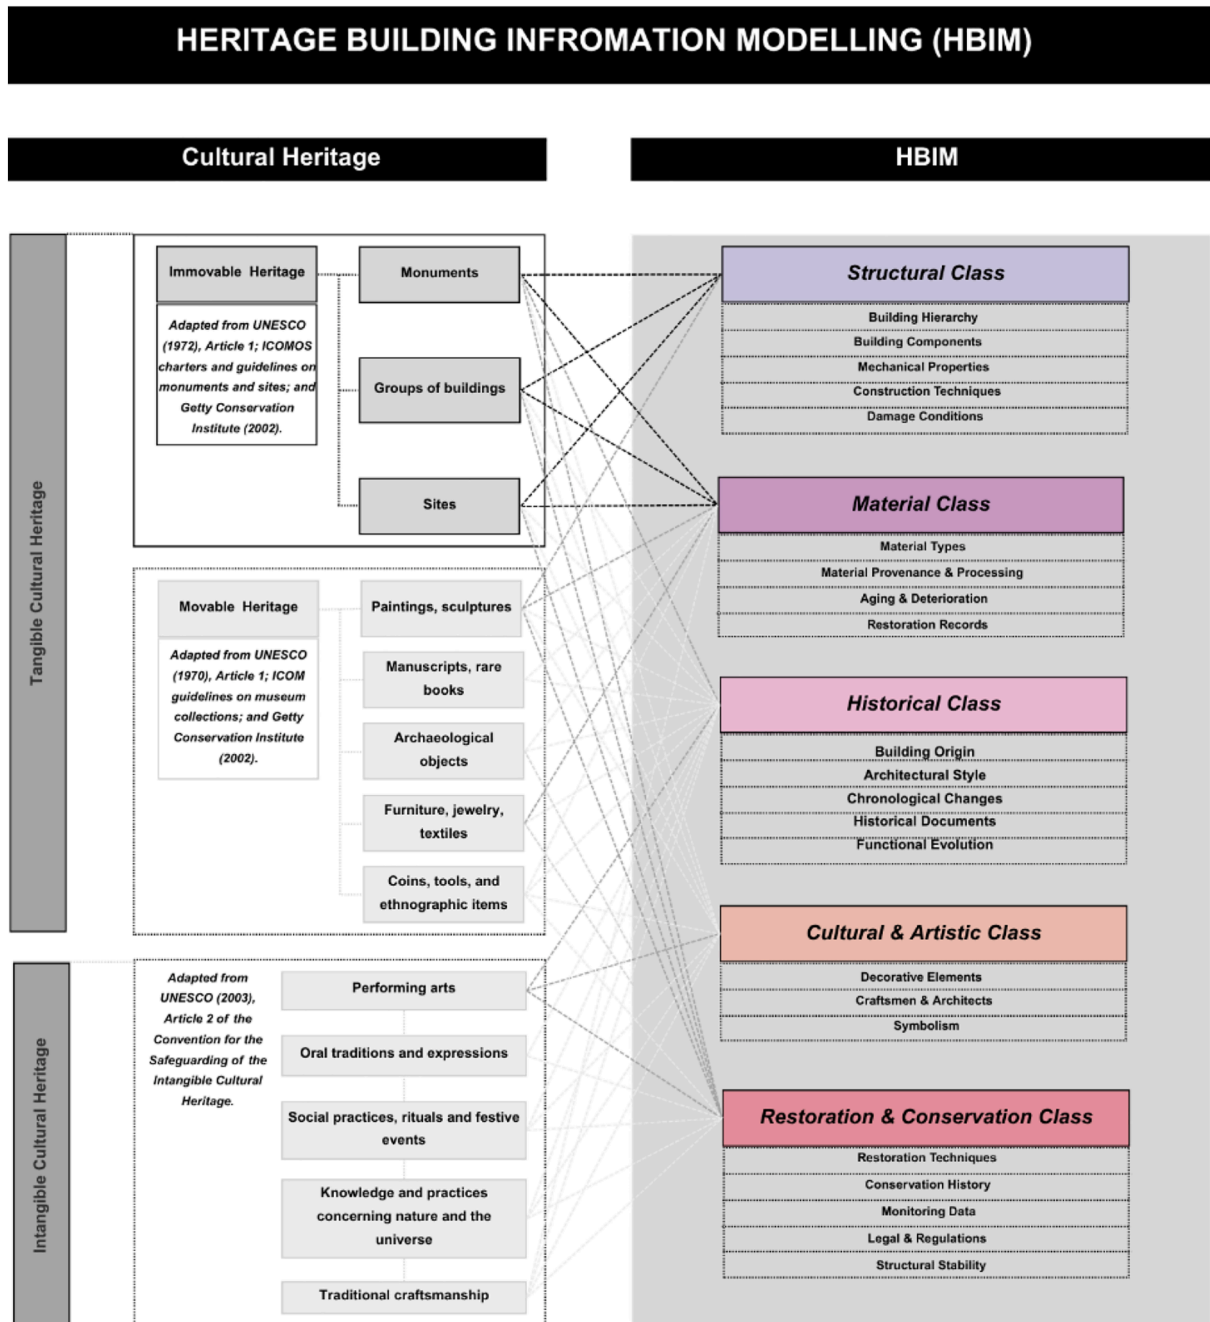 HERITAGE BUILDING INFROMATION MODELLING (HBIM)
Cultural Heritage
HBIM
Tangible Cultural Heritage
Immovable Heritage
Adapted from UNESCO
(1972), Article 1; ICOMOS
charters and guidelines on
monuments and sites; and
Getty Conservation
Institute (2002).
Monuments
Groups of buildings
Sites
Movable Heritage
Adapted from UNESCO
(1970), Article 1; ICOM
guidelines on museum
collections; and Getty
Conservation Institute
(2002).
Paintings, sculptures
Manuscripts, rare
books
Archaeological
objects
Furniture, jewelry,
textiles
Coins, tools, and
ethnographic items
Intangible Cultural Heritage
Adapted from
UNESCO (2003),
Article 2 of the
Convention for the
Safeguarding of the
Intangible Cultural
Heritage.
Performing arts
Oral traditions and expressions
Social practices, rituals and festive
events
Knowledge and practices
concerning nature and the
universe
Traditional craftsmanship
Structural Class
Building Hierarchy
Building Components
Mechanical Properties
Construction Techniques
Damage Conditions
Material Class
Material Types
Material Provenance & Processing
Aging & Deterioration
Restoration Records
Historical Class
Building Origin
Architectural Style
Chronological Changes
Historical Documents
Functional Evolution
Cultural & Artistic Class
Decorative Elements
Craftsmen & Architects
Symbolism
Restoration & Conservation Class
Restoration Techniques
Conservation History
Monitoring Data
Legal & Regulations
Structural Stability